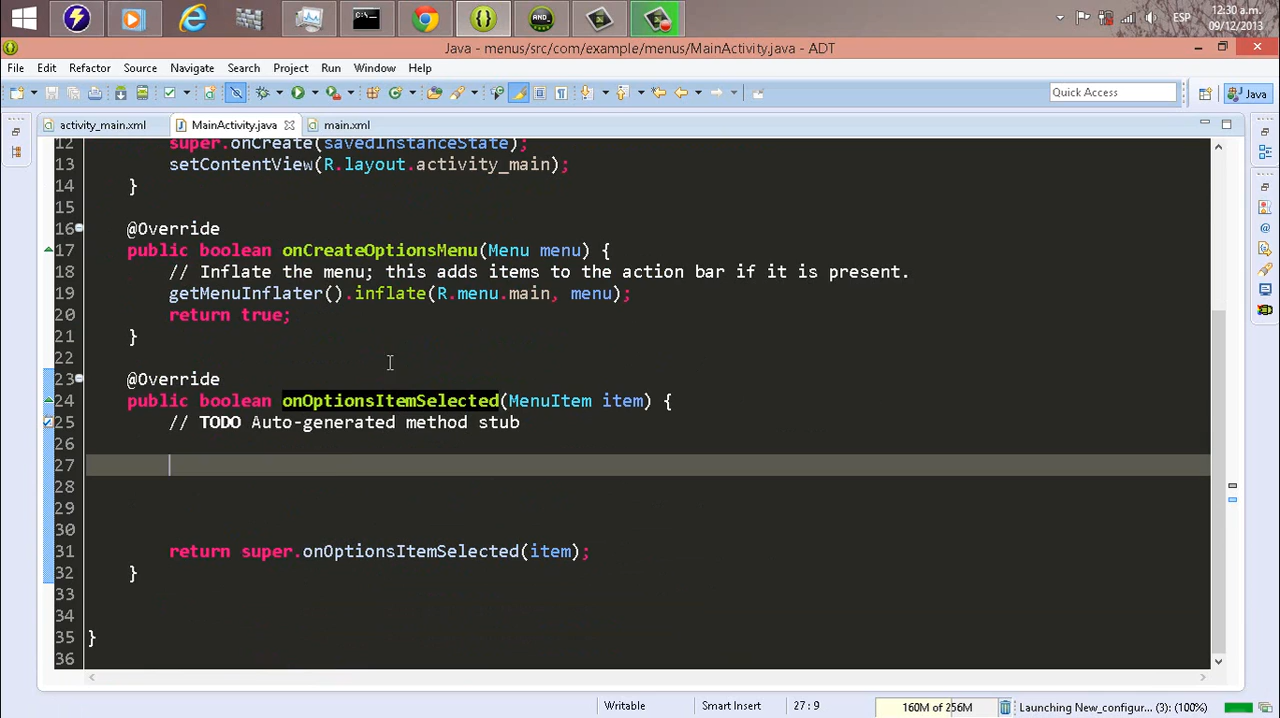 12:30 a.m.
ESP
09/12/2013
AND_
Java - menus/src/com/example/menus/MainActivity.java - ADT
File Edit Refactor Source Navigate Search Project Run Window Help
Quick Access
Java
activity_main.xml
MainActivity.java
main.xml
12 super.onCreate(savedInstanceState);
13 setContentView(R.layout.activity_main);
14 }
15
16 @Override
17 public boolean onCreateOptionsMenu(Menu menu) {
18 // Inflate the menu; this adds items to the action bar if it is present.
19 getMenuInflater().inflate(R.menu.main, menu);
20 return true;
21 }
22
23 @Override
24 public boolean onOptionsItemSelected(MenuItem item) {
25 // TODO Auto-generated method stub
26
27
28
29
30
31 return super.onOptionsItemSelected(item);
32 }
33
34
35 }
36
Writable Smart Insert 27 : 9 160M of 256M Launching New_configur... (3): (100%)